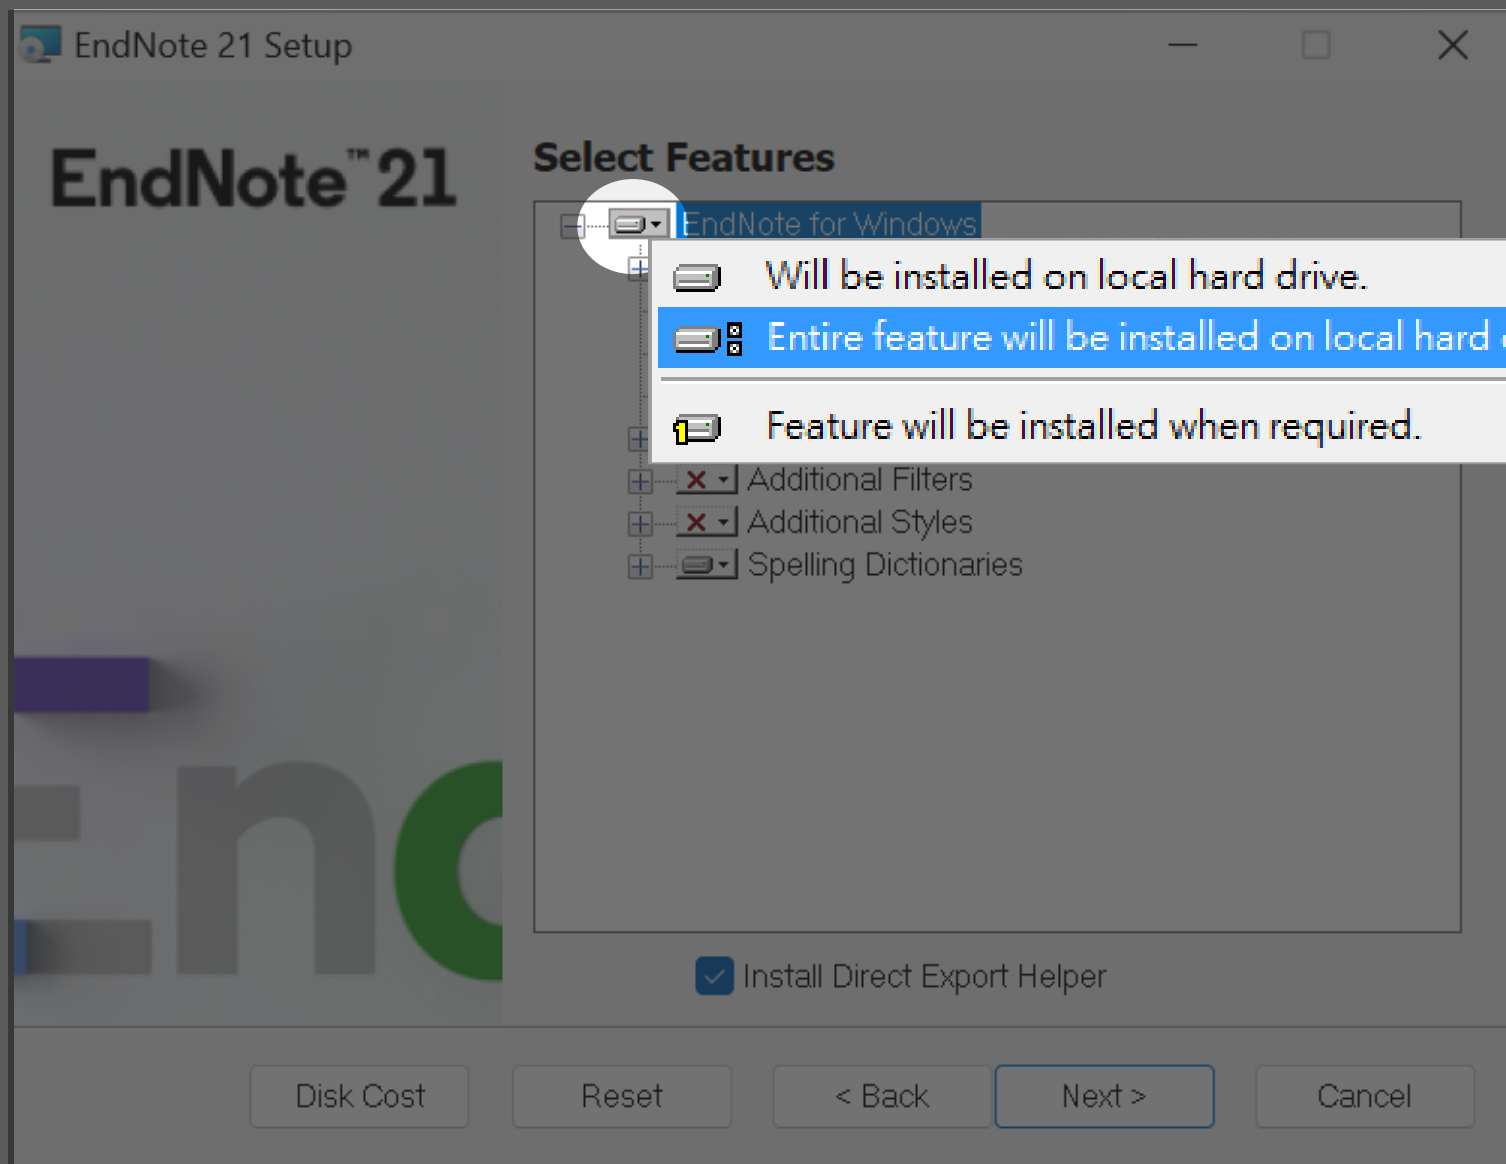 EndNote 21 Setup
EndNote™21
Select Features
EndNote for Windows
Will be installed on local hard drive.
Entire feature will be installed on local hard
Feature will be installed when required.
Additional Filters
Additional Styles
Spelling Dictionaries
En
Install Direct Export Helper
Disk Cost
Reset
< Back
Next >
Cancel